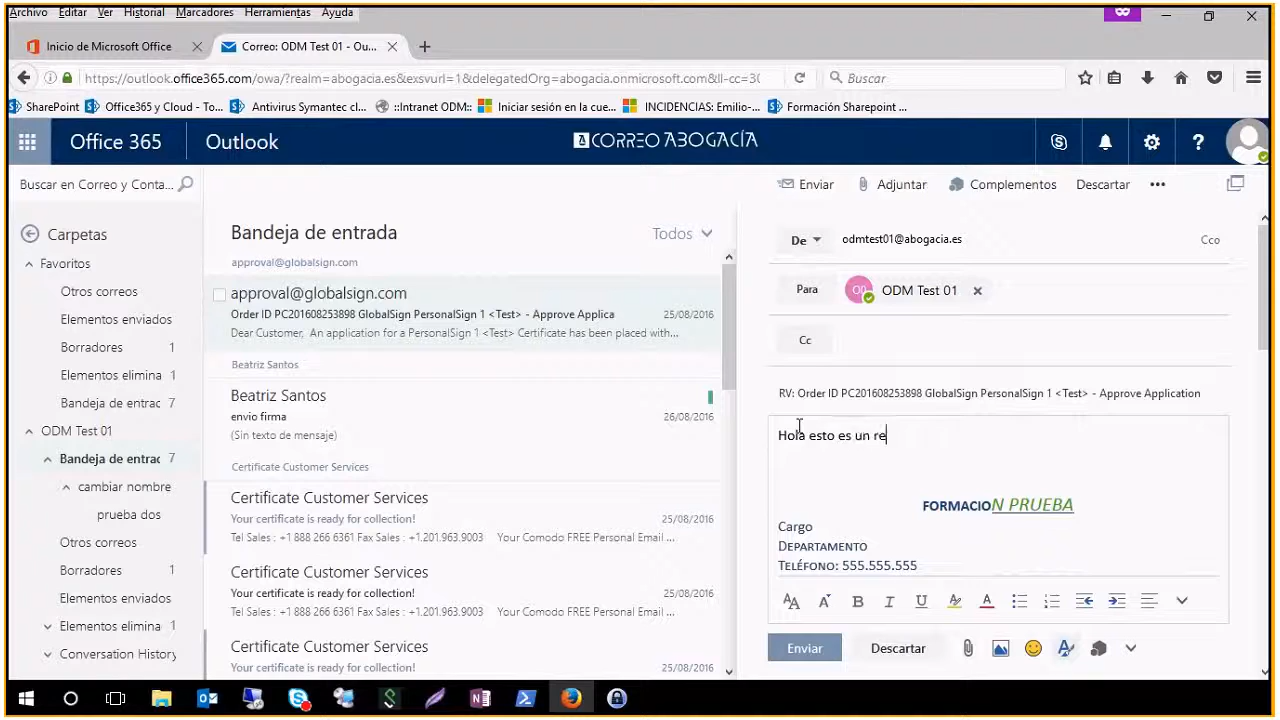 Archivo Editar Ver Historial Marcadores Herramientas Ayuda
Inicio de Microsoft Office
Correo: ODM Test 01 - Ou...
https://outlook.office365.com/owa/?realm=abogacia.es&exsvurl=1&delegatedOrg=abogacia.onmicrosoft.com&ll-cc=3(
Buscar
SharePoint
Office365 y Cloud - To...
Antivirus Symantec cl...
::Intranet ODM::
Iniciar sesión en la cue...
INCIDENCIAS: Emilio-...
Formación Sharepoint ...
Office 365
Outlook
CORREO ABOGACÍA
Buscar en Correo y Conta...
Enviar
Adjuntar
Complementos
Descartar
Carpetas
Favoritos
Otros correos
Elementos enviados
Borradores 1
Elementos elimina 1
Bandeja de entrac 7
ODM Test 01
Bandeja de entrac 7
cambiar nombre
prueba dos
Otros correos
Borradores 1
Elementos enviados
Elementos elimina 1
Conversation History
Bandeja de entrada
Todos
approval@globalsign.com
approval@globalsign.com
Order ID PC201608253898 GlobalSign PersonalSign 1 <Test> - Approve Applica 25/08/2016
Dear Customer, An application for a PersonalSign 1 <Test> Certificate has been placed with...
Beatriz Santos
Beatriz Santos
envio firma 26/08/2016
(Sin texto de mensaje)
Certificate Customer Services
Certificate Customer Services
Your certificate is ready for collection! 25/08/2016
Tel Sales : +1 888 266 6361 Fax Sales : +1.201.963.9003 Your Comodo FREE Personal Email ...
Certificate Customer Services
Your certificate is ready for collection! 25/08/2016
Tel Sales : +1 888 266 6361 Fax Sales : +1.201.963.9003 Your Comodo FREE Personal Email ...
Certificate Customer Services
Your certificate is ready for collection! 25/08/2016
De
odmtest01@abogacia.es
Cco
Para
O0
ODM Test 01
Cc
RV: Order ID PC201608253898 GlobalSign PersonalSign 1 <Test> - Approve Application
Hola esto es un re
FORMACION PRUEBA
Cargo
DEPARTAMENTO
TELÉFONO: 555.555.555
Enviar
Descartar